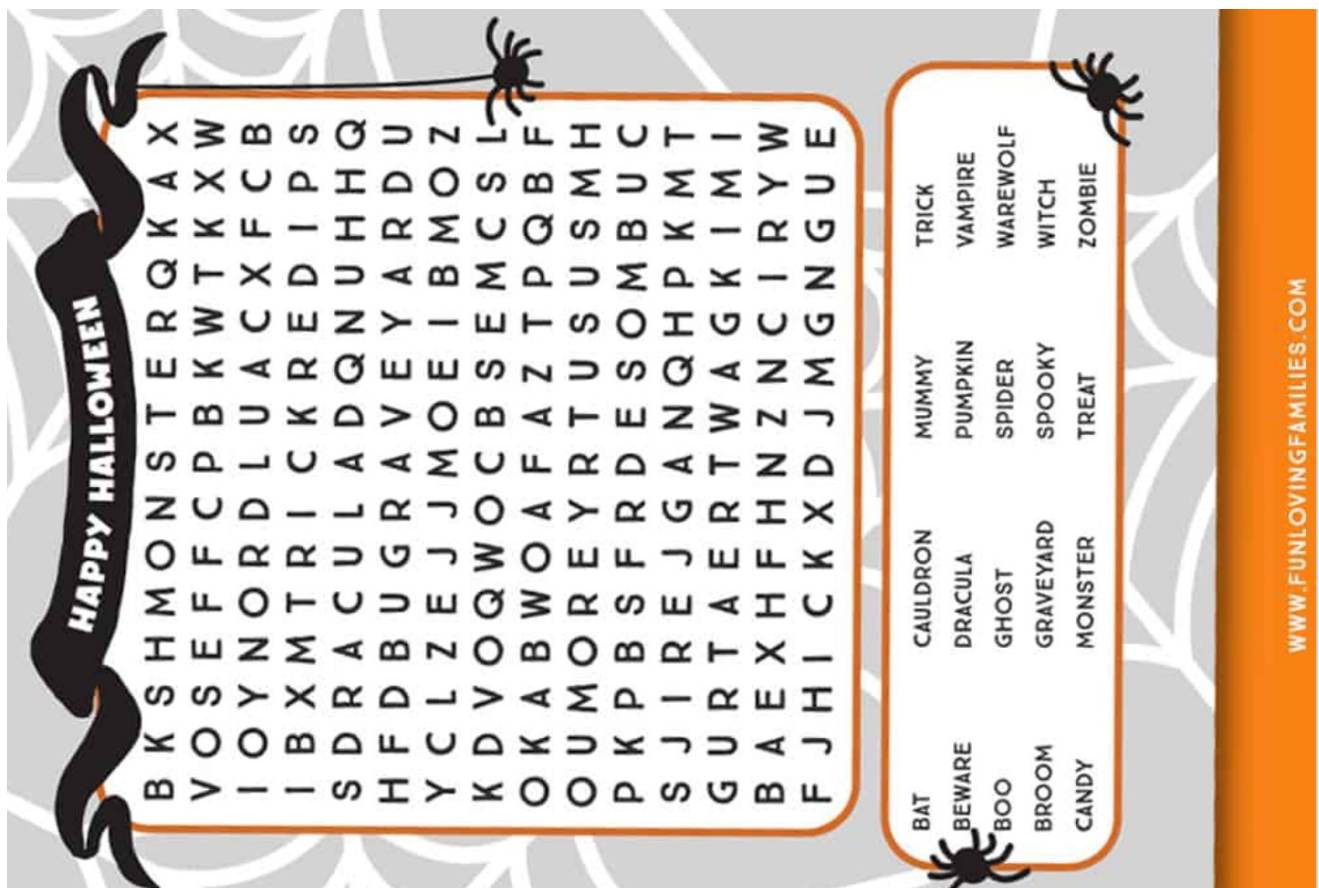 HAPPY HALLOWEEN
B K S H M O N S T E R Q K A X
V O S E F F C P B K W T K X W
I O Y N O R D L U A C X F C B
I B X M T R I C K R E D I P S
S D R A C U L A D Q N U H H Q
H F D B U G R A V E Y A R D U
Y C L Z E J J M O E I B M O Z
K D V O Q W O C B S E M C S L
O K A B W O A F A Z T P Q B F
O U M O R E Y R T U S U S M H
P K P B S F R D E S O M B U C
S J I R E J G A N Q H P K M T
G U R T A E R T W A G K I M I
B A E X H F H N Z N C I R Y W
F J H I C K X D J M G N G U E
BAT CAULDRON MUMMY TRICK
BEWARE DRACULA PUMPKIN VAMPIRE
BOO GHOST SPIDER WAREWOLF
BROOM GRAVEYARD SPOOKY WITCH
CANDY MONSTER TREAT ZOMBIE
WWW.FUNLOVINGFAMILIES.COM